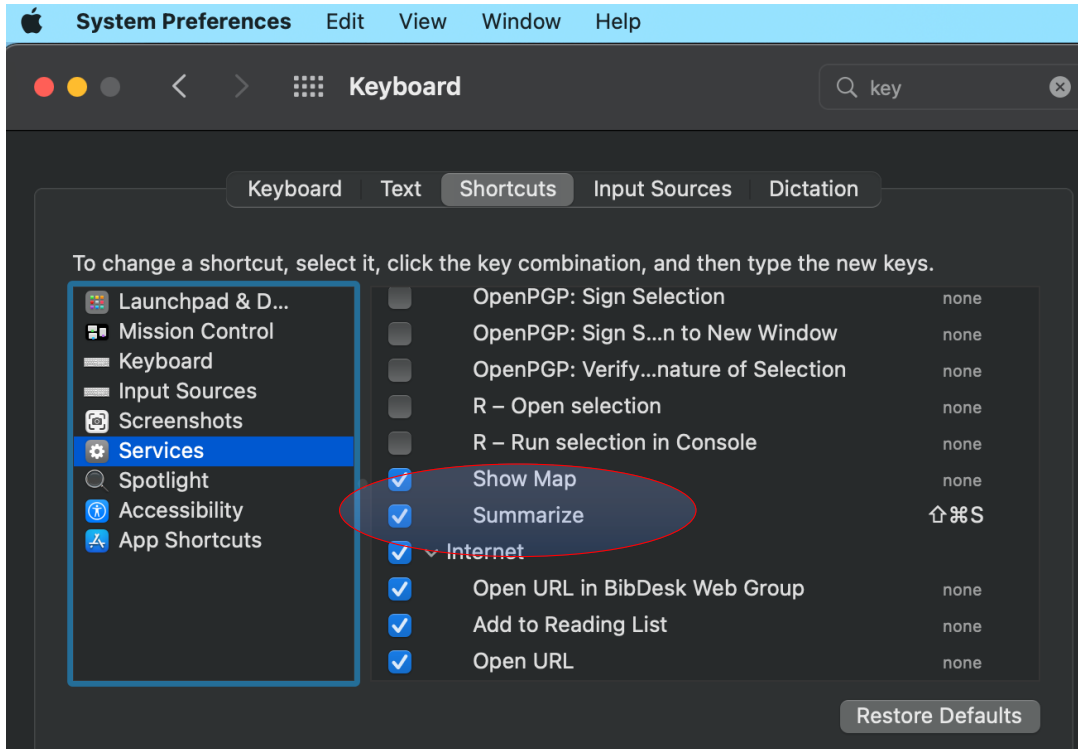 System Preferences Edit View Window Help
Keyboard key
Keyboard Text Shortcuts Input Sources Dictation
To change a shortcut, select it, click the key combination, and then type the new keys.
Launchpad & D...
Mission Control
Keyboard
Input Sources
Screenshots
Services
Spotlight
Accessibility
App Shortcuts
OpenPGP: Sign Selection none
OpenPGP: Sign S...n to New Window none
OpenPGP: Verify...nature of Selection none
R – Open selection none
R – Run selection in Console none
Show Map none
Summarize ⇧⌘S
Internet
Open URL in BibDesk Web Group none
Add to Reading List none
Open URL none
Restore Defaults